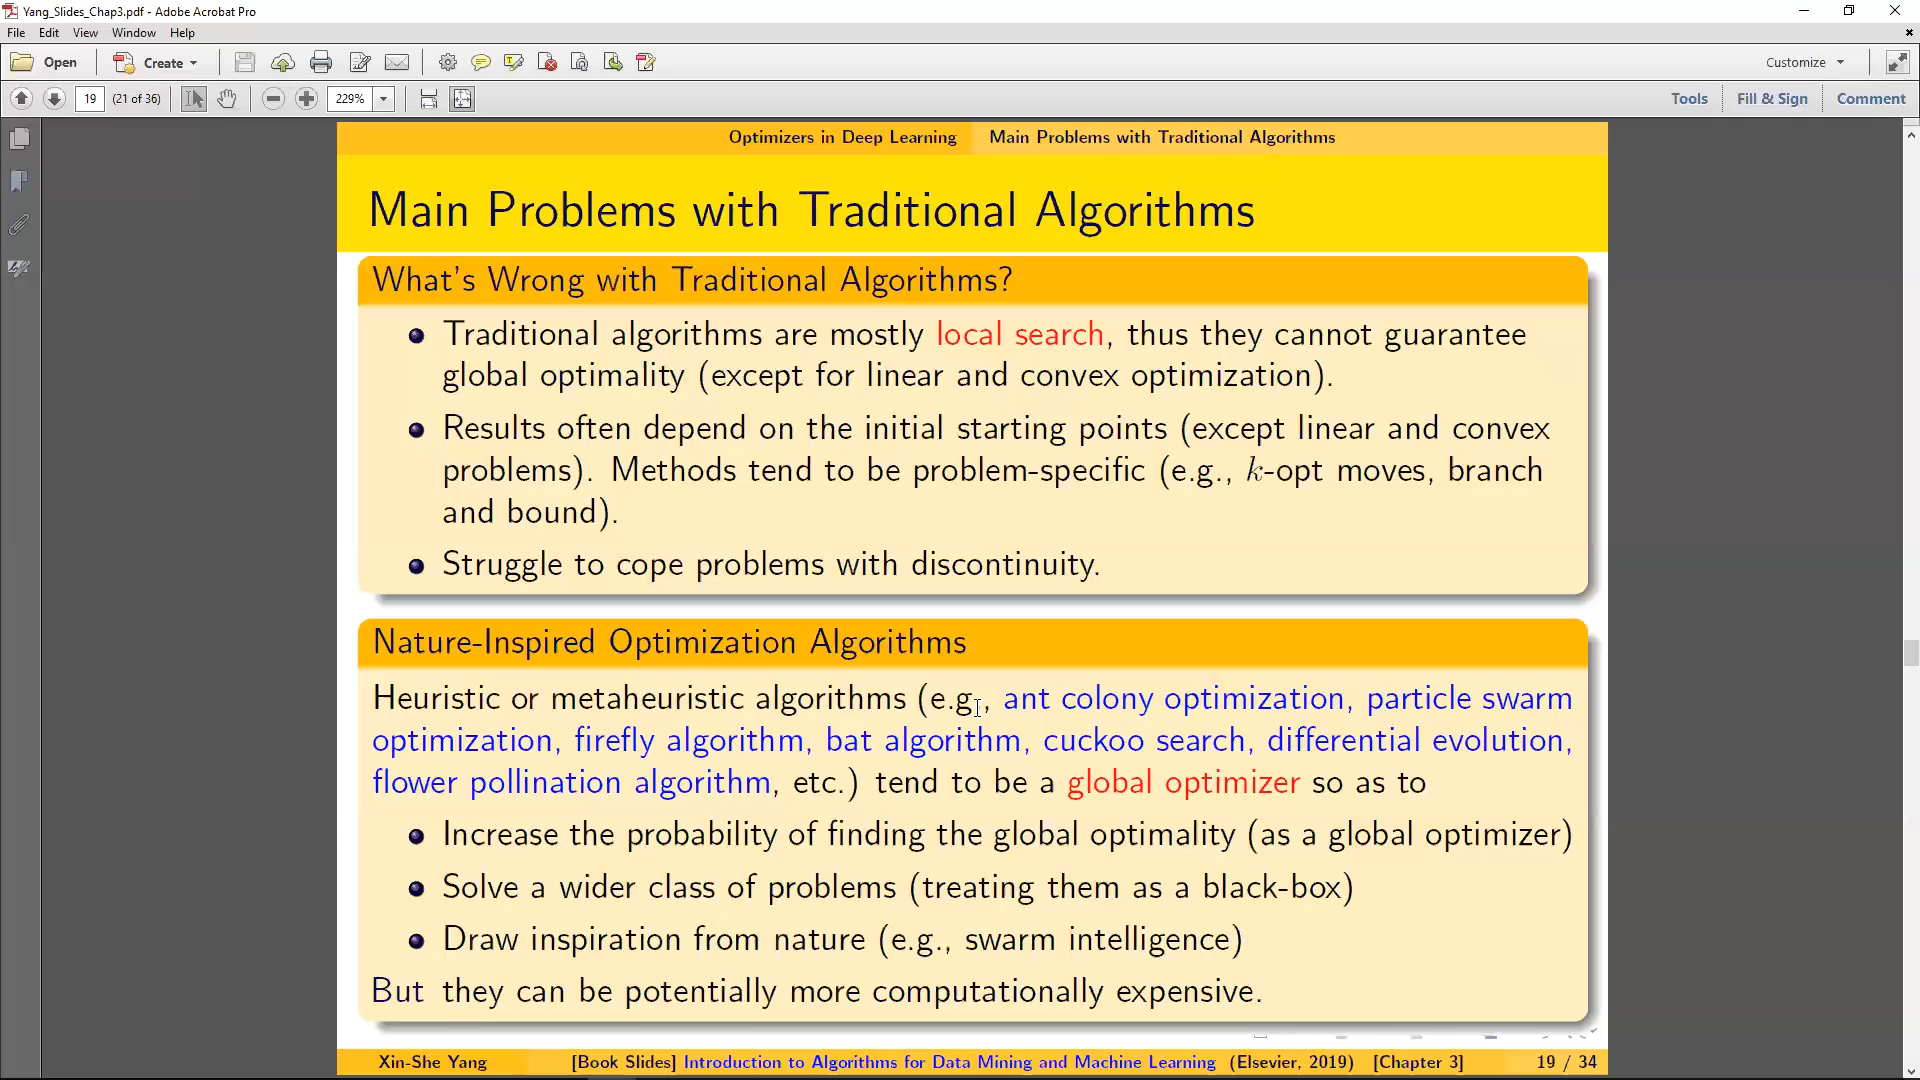 Yang_Slides_Chap3.pdf - Adobe Acrobat Pro
File Edit View Window Help
Open Create Customize
19 (21 of 36) 229% Tools Fill & Sign Comment
Optimizers in Deep Learning Main Problems with Traditional Algorithms
Main Problems with Traditional Algorithms
What's Wrong with Traditional Algorithms?
Traditional algorithms are mostly local search, thus they cannot guarantee
global optimality (except for linear and convex optimization).
Results often depend on the initial starting points (except linear and convex
problems). Methods tend to be problem-specific (e.g., k-opt moves, branch
and bound).
Struggle to cope problems with discontinuity.
Nature-Inspired Optimization Algorithms
Heuristic or metaheuristic algorithms (e.g., ant colony optimization, particle swarm
optimization, firefly algorithm, bat algorithm, cuckoo search, differential evolution,
flower pollination algorithm, etc.) tend to be a global optimizer so as to
Increase the probability of finding the global optimality (as a global optimizer)
Solve a wider class of problems (treating them as a black-box)
Draw inspiration from nature (e.g., swarm intelligence)
But they can be potentially more computationally expensive.
Xin-She Yang [Book Slides] Introduction to Algorithms for Data Mining and Machine Learning (Elsevier, 2019) [Chapter 3] 19 / 34